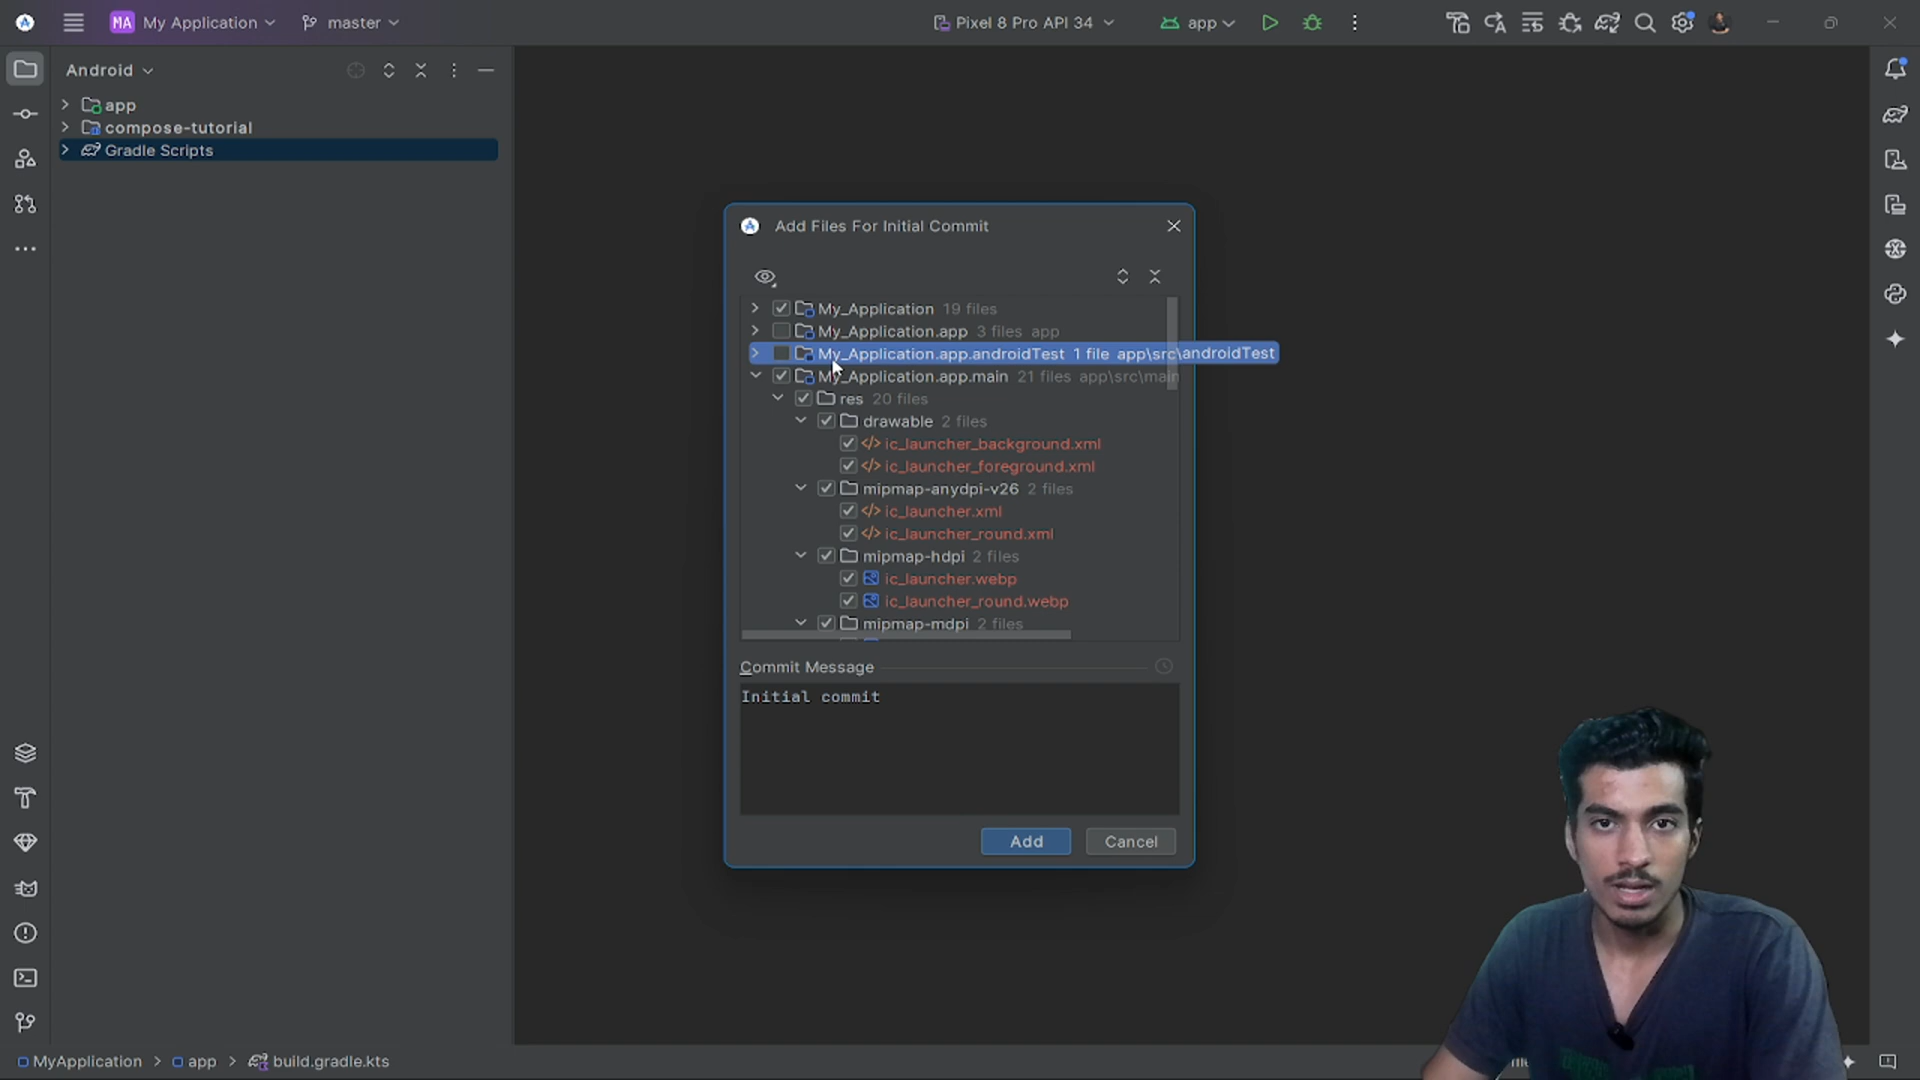 MA My Application
master
Pixel 8 Pro API 34
app
Android
app
compose-tutorial
Gradle Scripts
Add Files For Initial Commit
My_Application 19 files
My_Application.app 3 files app
My_Application.app.androidTest 1 file app\src\androidTest
My_Application.app.main 21 files app\src\main
res 20 files
drawable 2 files
</> ic_launcher_background.xml
</> ic_launcher_foreground.xml
mipmap-anydpi-v26 2 files
</> ic_launcher.xml
</> ic_launcher_round.xml
mipmap-hdpi 2 files
ic_launcher.webp
ic_launcher_round.webp
mipmap-mdpi 2 files
Commit Message
Initial commit
Add
Cancel
MyApplication > app > build.gradle.kts